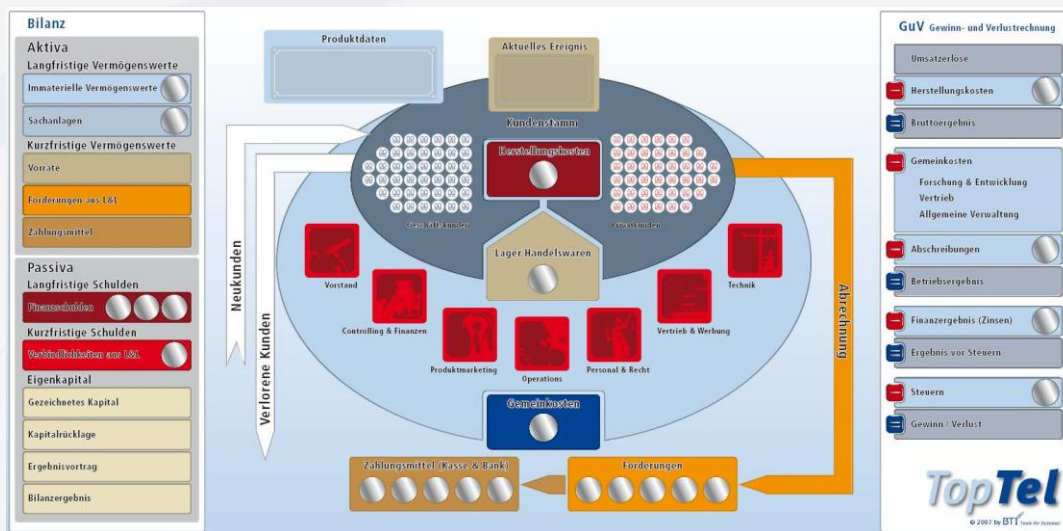 Bilanz
Aktiva
Langfristige Vermögenswerte
Immaterielle Vermögenswerte
Sachanlagen
Kurzfristige Vermögenswerte
Vorräte
Forderungen aus L&L
Zahlungsmittel
Passiva
Langfristige Schulden
Finanzschulden
Kurzfristige Schulden
Verbindlichkeiten aus L&L
Eigenkapital
Gezeichnetes Kapital
Kapitalrücklage
Ergebnisvortrag
Bilanzergebnis
Produktdaten
Aktuelles Ereignis
Kundenstamm
Herstellungskosten
Geschäftskunden
Privatkunden
Lager Handelswaren
Neukunden
Verlorene Kunden
Abrechnung
Vorstand
Controlling & Finanzen
Produktmarketing
Operations
Personal & Recht
Vertrieb & Werbung
Technik
Gemeinkosten
Zahlungsmittel (Kasse & Bank)
Forderungen
GuV Gewinn- und Verlustrechnung
Umsatzerlöse
Herstellungskosten
Bruttoergebnis
Gemeinkosten
Forschung & Entwicklung
Vertrieb
Allgemeine Verwaltung
Abschreibungen
Betriebsergebnis
Finanzergebnis (Zinsen)
Ergebnis vor Steuern
Steuern
Gewinn / Verlust
TopTel
© 2007 by BTI